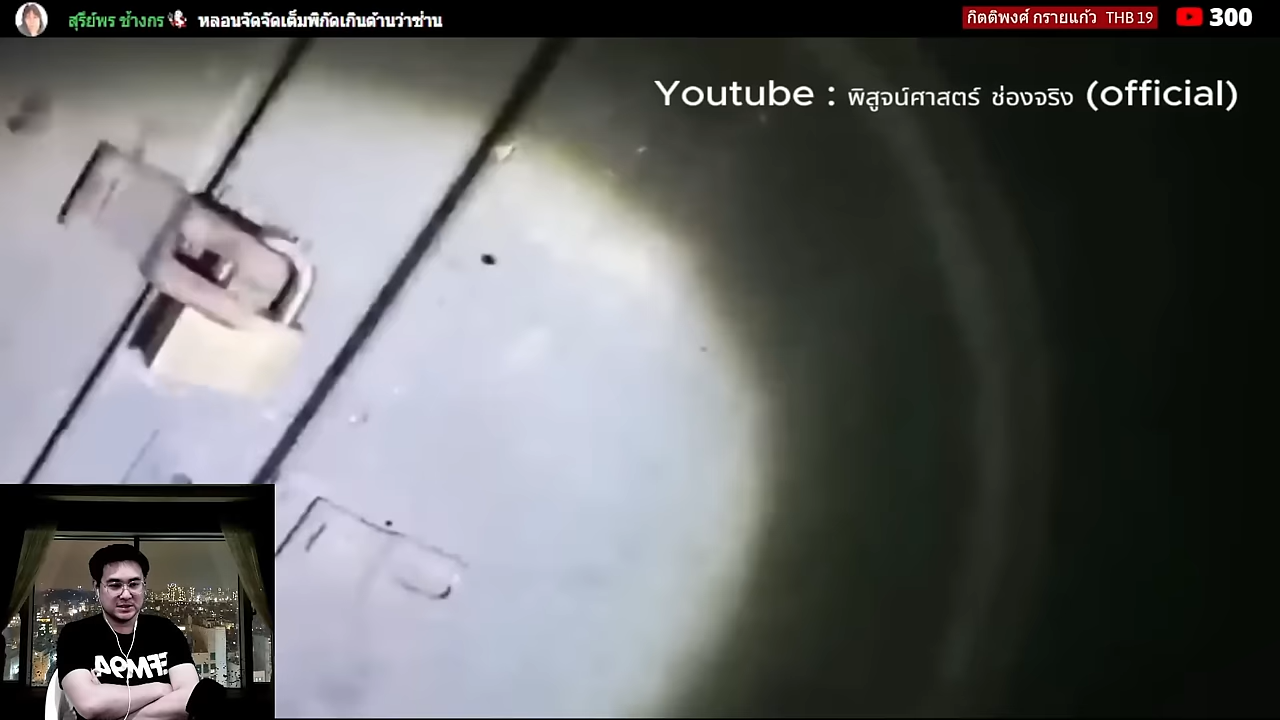 สุรีย์พร ช้างกร หลอนจัดจัดเต็มพิกัดเกินต้านว่าซ่าน
กิตติพงศ์ กรายแก้ว THB 19
300
Youtube : พิสูจน์ศาสตร์ ช่องจริง (official)